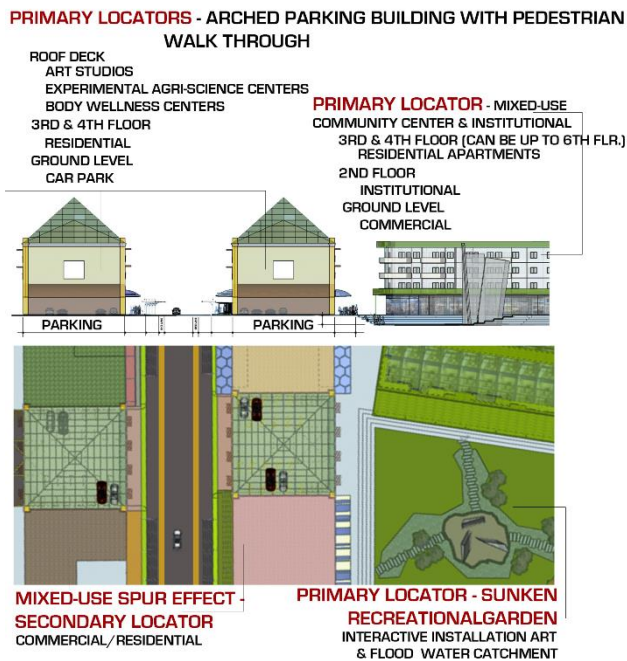 PRIMARY LOCATORS - ARCHED PARKING BUILDING WITH PEDESTRIAN
WALK THROUGH
ROOF DECK
ART STUDIOS
EXPERIMENTAL AGRI-SCIENCE CENTERS
BODY WELLNESS CENTERS
3RD & 4TH FLOOR
RESIDENTIAL
GROUND LEVEL
CAR PARK
PRIMARY LOCATOR - MIXED-USE
COMMUNITY CENTER & INSTITUTIONAL
3RD & 4TH FLOOR (CAN BE UP TO 6TH FLR.)
RESIDENTIAL APARTMENTS
2ND FLOOR
INSTITUTIONAL
GROUND LEVEL
COMMERCIAL
PARKING
PARKING
MIXED-USE SPUR EFFECT -
SECONDARY LOCATOR
COMMERCIAL/RESIDENTIAL
PRIMARY LOCATOR - SUNKEN
RECREATIONALGARDEN
INTERACTIVE INSTALLATION ART
& FLOOD WATER CATCHMENT